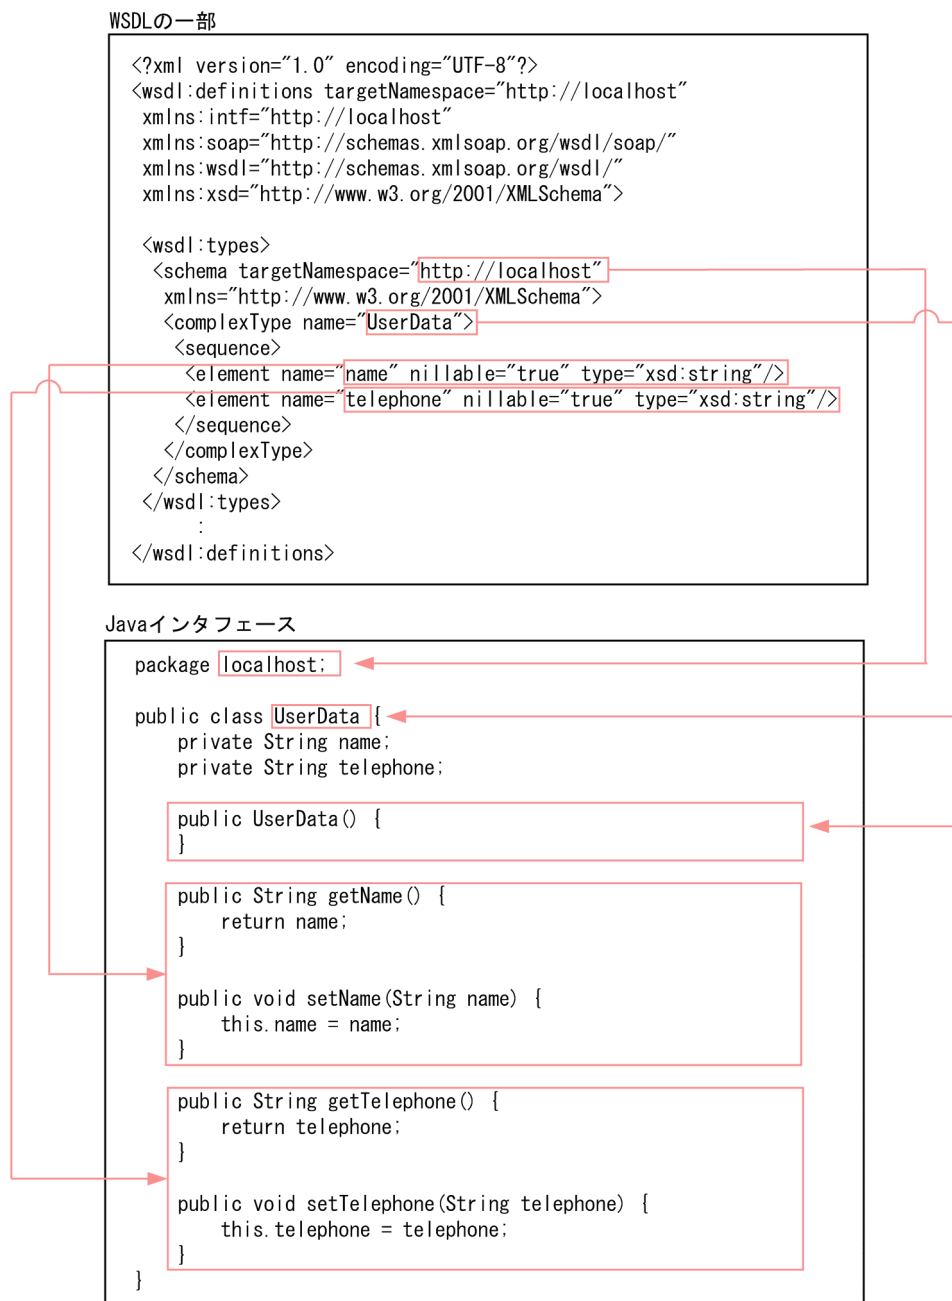 WSDLの一部
<?xml version="1.0" encoding="UTF-8"?>
<wsdl:definitions targetNamespace="http://localhost"
xmlns:intf="http://localhost"
xmlns:soap="http://schemas.xmlsoap.org/wsdl/soap/"
xmlns:wsdl="http://schemas.xmlsoap.org/wsdl/"
xmlns:xsd="http://www.w3.org/2001/XMLSchema">
<wsdl:types>
<schema targetNamespace="http://localhost"
xmlns="http://www.w3.org/2001/XMLSchema">
<complexType name="UserData">
<sequence>
<element name="name" nillable="true" type="xsd:string"/>
<element name="telephone" nillable="true" type="xsd:string"/>
</sequence>
</complexType>
</schema>
</wsdl:types>
:
</wsdl:definitions>
Javaインタフェース
package localhost;
public class UserData {
private String name;
private String telephone;
public UserData() {
}
public String getName() {
return name;
}
public void setName(String name) {
this.name = name;
}
public String getTelephone() {
return telephone;
}
public void setTelephone(String telephone) {
this.telephone = telephone;
}
}